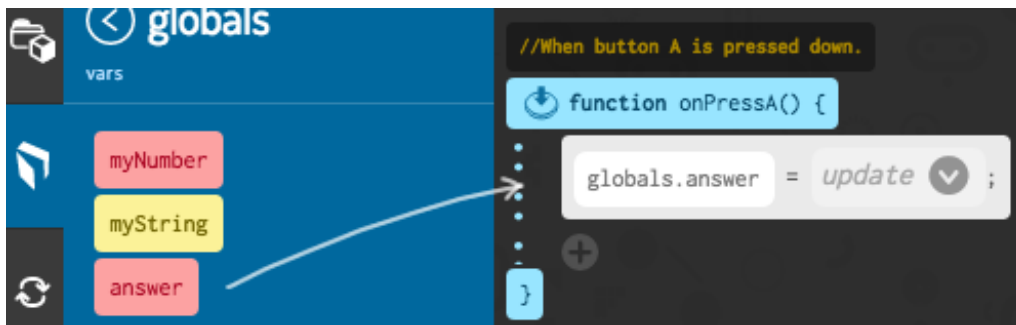 globals
vars
myNumber
myString
answer
//When button A is pressed down.
function onPressA() {
globals.answer = update ;
}